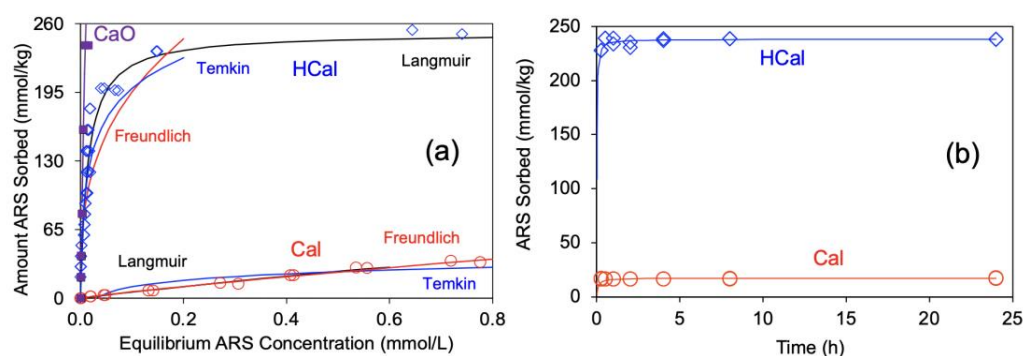 260
195
130
65
0
0.0 0.2 0.4 0.6 0.8
Amount ARS Sorbed (mmol/kg)
Equilibrium ARS Concentration (mmol/L)
CaO
Temkin
HCal
Langmuir
Freundlich
(a)
Langmuir
Cal
Freundlich
Temkin
250
200
150
100
50
0
0 5 10 15 20 25
ARS Sorbed (mmol/kg)
Time (h)
HCal
(b)
Cal